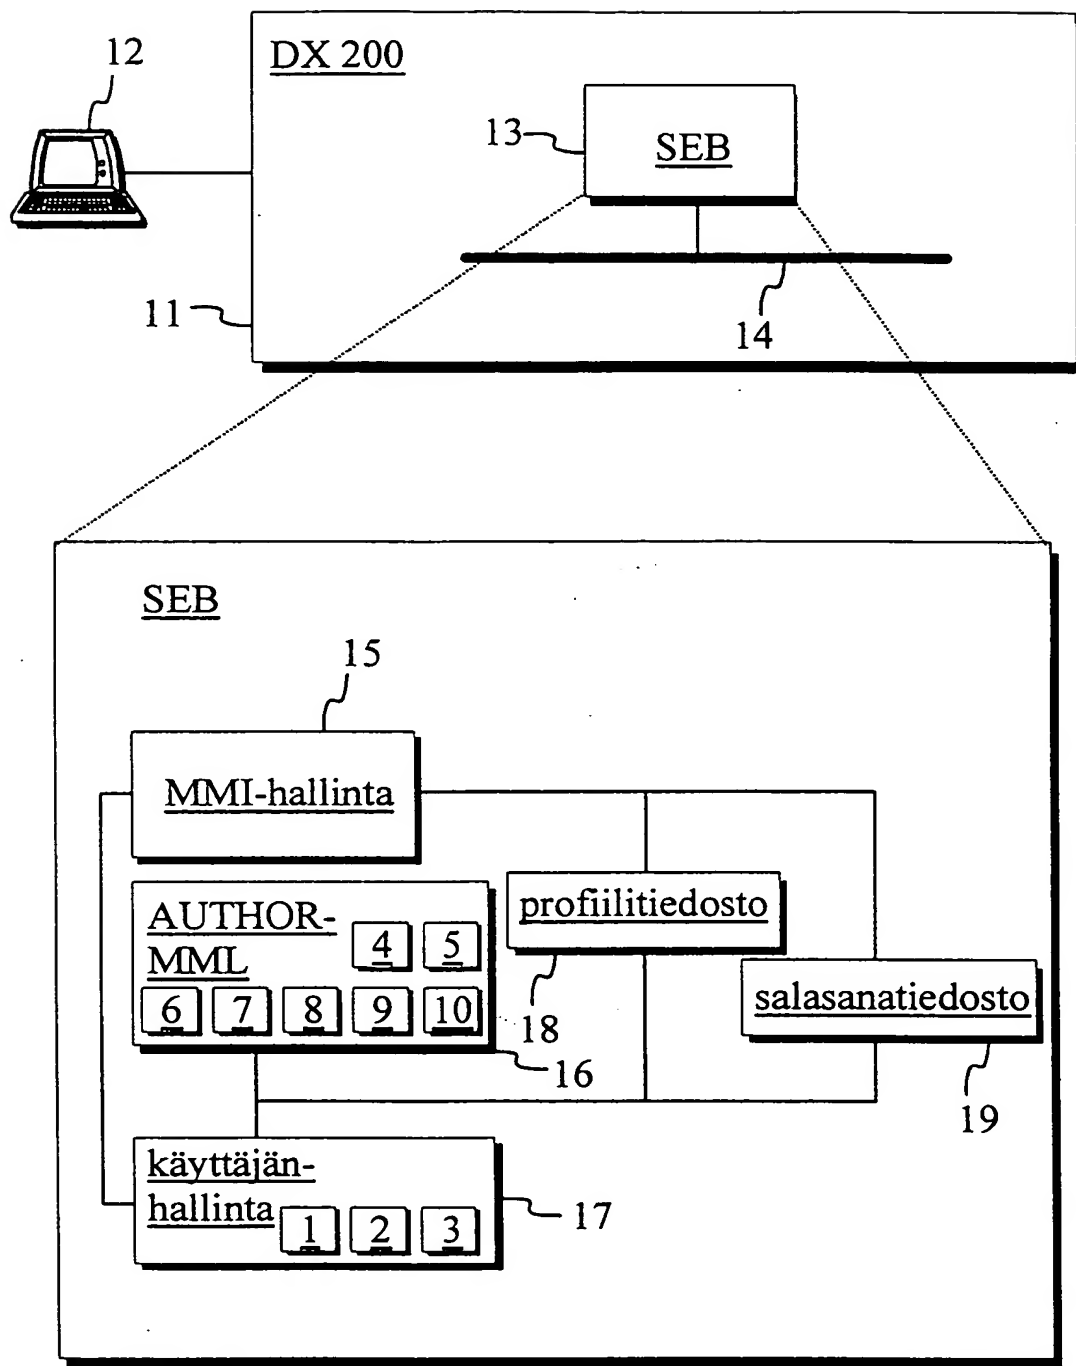 12
DX 200
13
SEB
11
14
SEB
15
MMI-hallinta
AUTHOR-
MML
4 5
6 7 8 9 10
16
profiilitiedosto
18
salasanatiedosto
19
käyttäjän-
hallinta
1 2 3
17